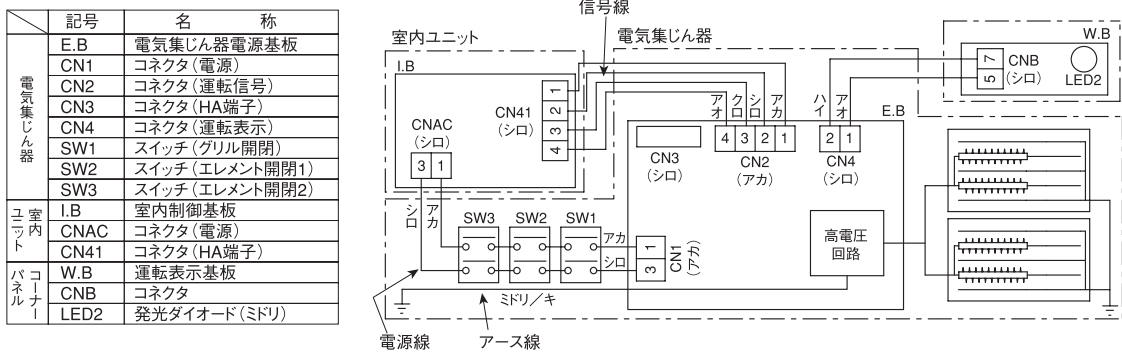 記号 名称
電気集じん器
E.B 電気集じん器電源基板
CN1 コネクタ(電源)
CN2 コネクタ(運転信号)
CN3 コネクタ(HA端子)
CN4 コネクタ(運転表示)
SW1 スイッチ(グリル開閉)
SW2 スイッチ(エレメント開閉1)
SW3 スイッチ(エレメント開閉2)
室内ユニット
I.B 室内制御基板
CNAC コネクタ(電源)
CN41 コネクタ(HA端子)
コーナーパネル
W.B 運転表示基板
CNB コネクタ
LED2 発光ダイオード(ミドリ)
信号線
室内ユニット
電気集じん器
I.B
CN41
(シロ)
1
2
3
4
CNAC
(シロ)
3 1
シロ
アカ
アオ
クロ
シロ
アカ
4 3 2 1
CN2
(アカ)
CN3
(シロ)
ハイ
アオ
2 1
CN4
(シロ)
E.B
W.B
7
5
CNB
(シロ)
LED2
SW3 SW2 SW1
アカ
シロ
1
3
CN1
(アカ)
高電圧
回路
ミドリ/キ
電源線
アース線